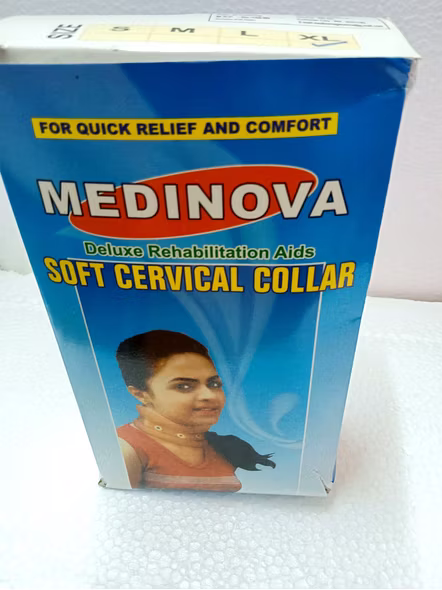 SIZE S M L XL
FOR QUICK RELIEF AND COMFORT
MEDINOVA
Deluxe Rehabilitation Aids
SOFT CERVICAL COLLAR